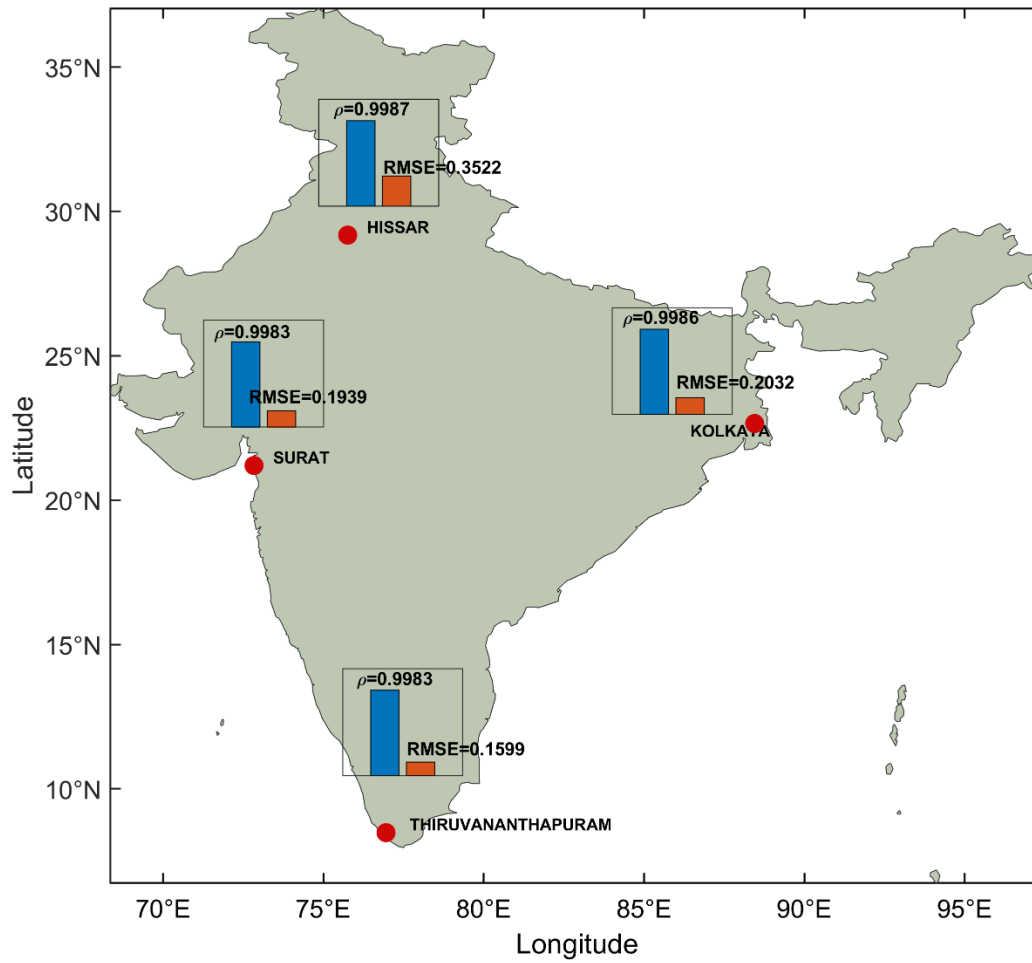 35°N
30°N
25°N
20°N
15°N
10°N
Latitude
ρ=0.9987
RMSE=0.3522
HISSAR
ρ=0.9983
RMSE=0.1939
SURAT
ρ=0.9986
RMSE=0.2032
KOLKATA
ρ=0.9983
RMSE=0.1599
THIRUVANANTHAPURAM
70°E 75°E 80°E 85°E 90°E 95°E
Longitude